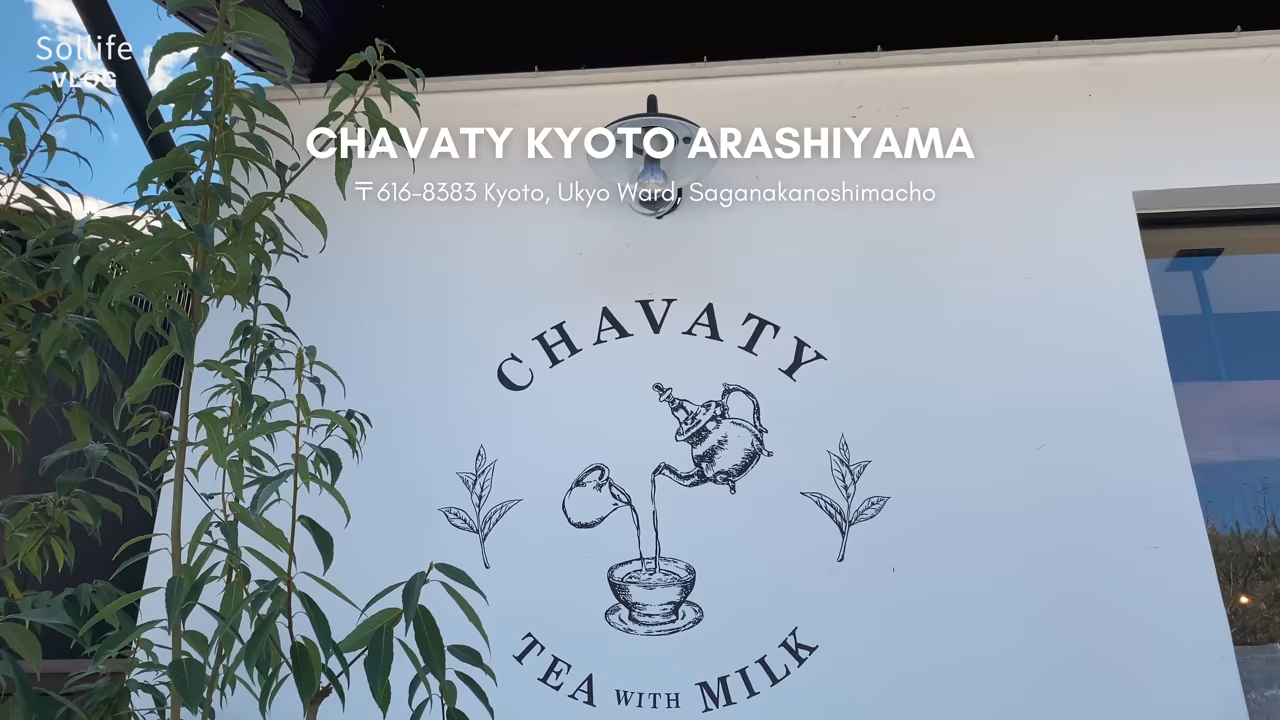 Sollife
VLOG
CHAVATY KYOTO ARASHIYAMA
〒616-8383 Kyoto, Ukyo Ward, Saganakanoshimacho
CHAVATY
TEA WITH MILK